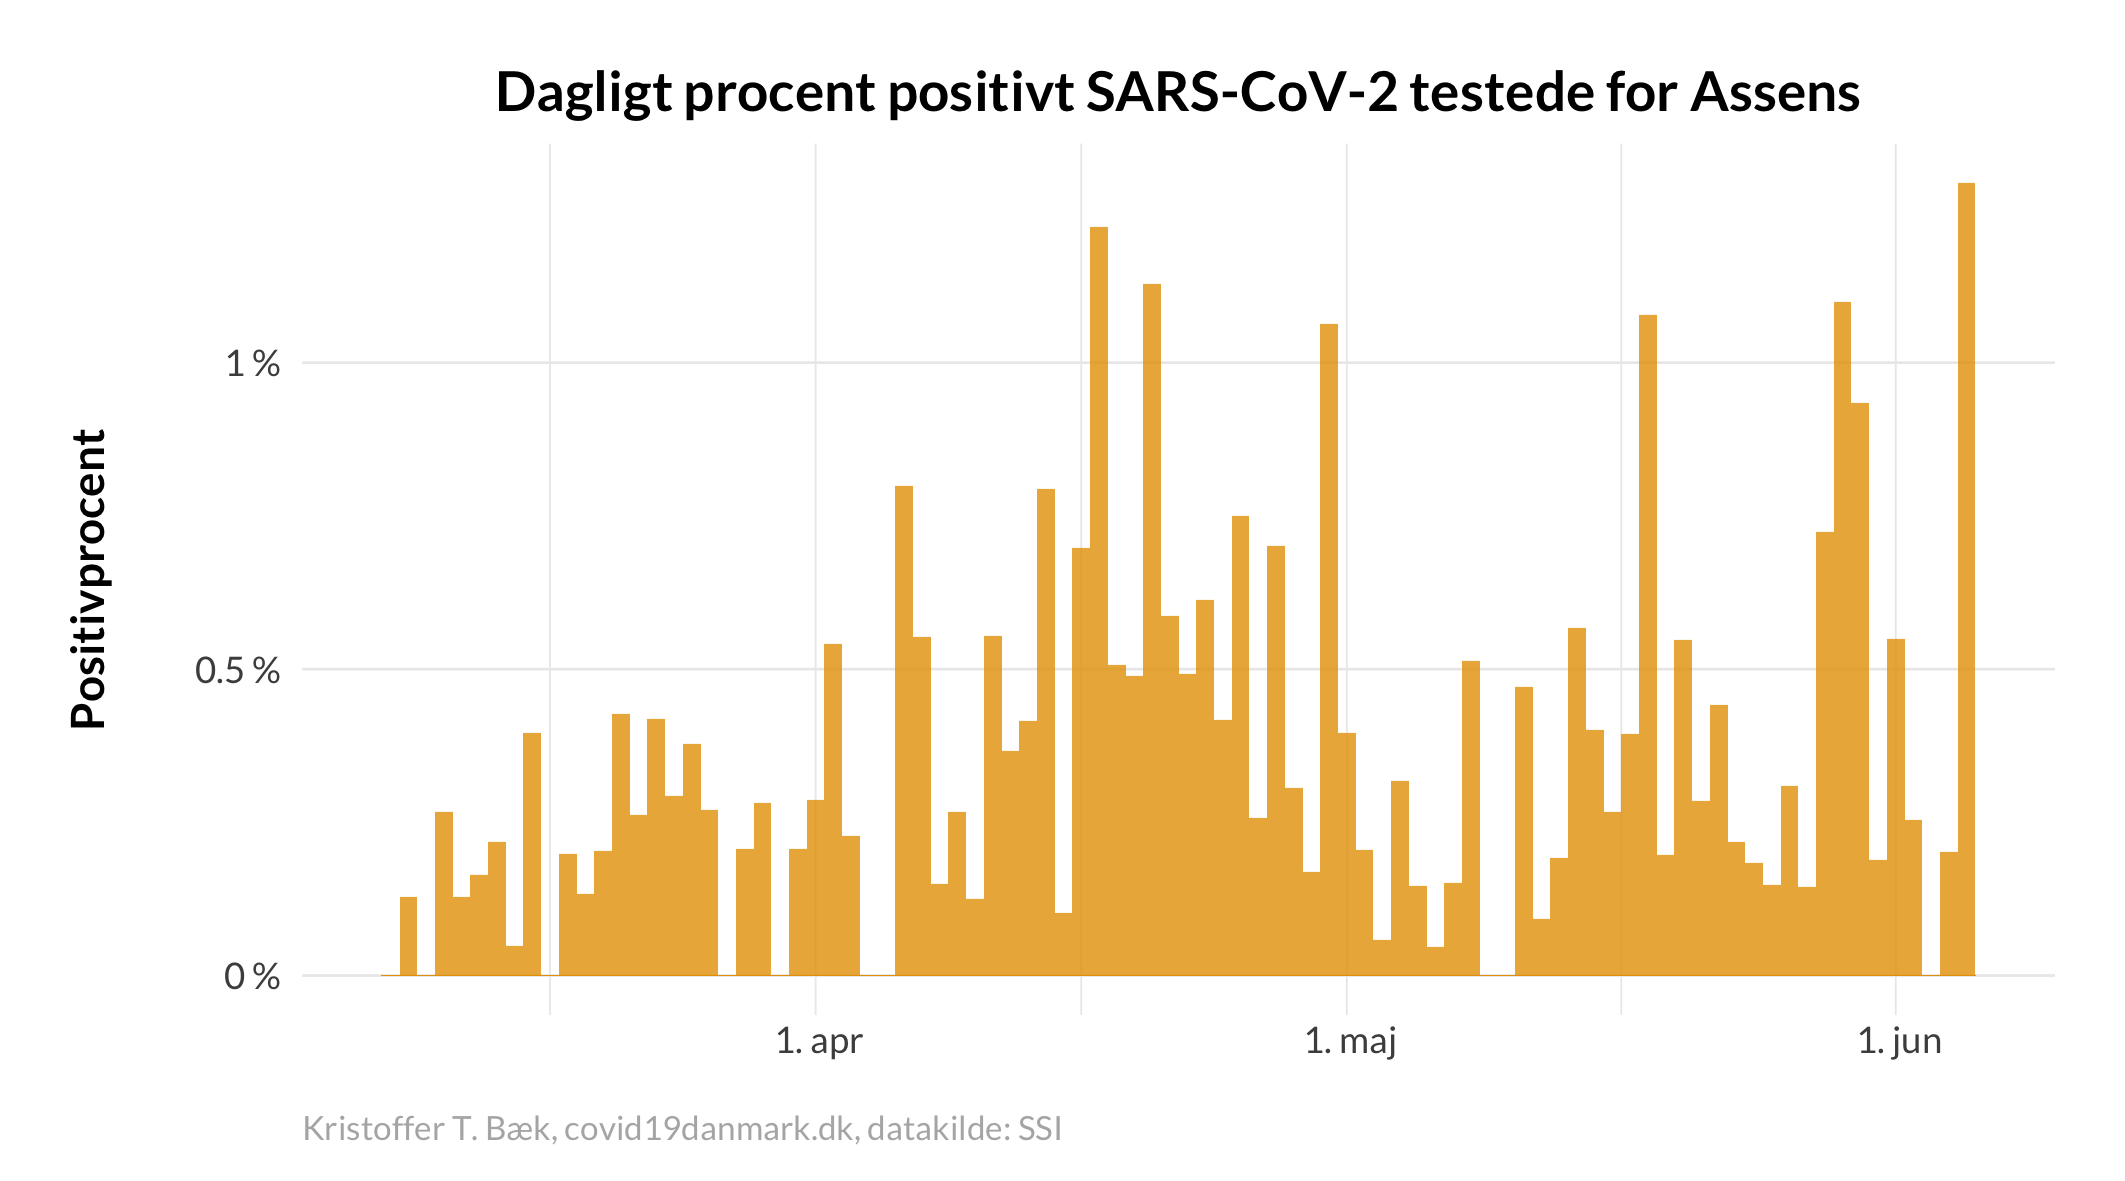 Dagligt procent positivt SARS-CoV-2 testede for Assens
Positivprocent
1 %
0.5 %
0 %
1. apr
1. maj
1. jun
Kristoffer T. Bæk, covid19danmark.dk, datakilde: SSI